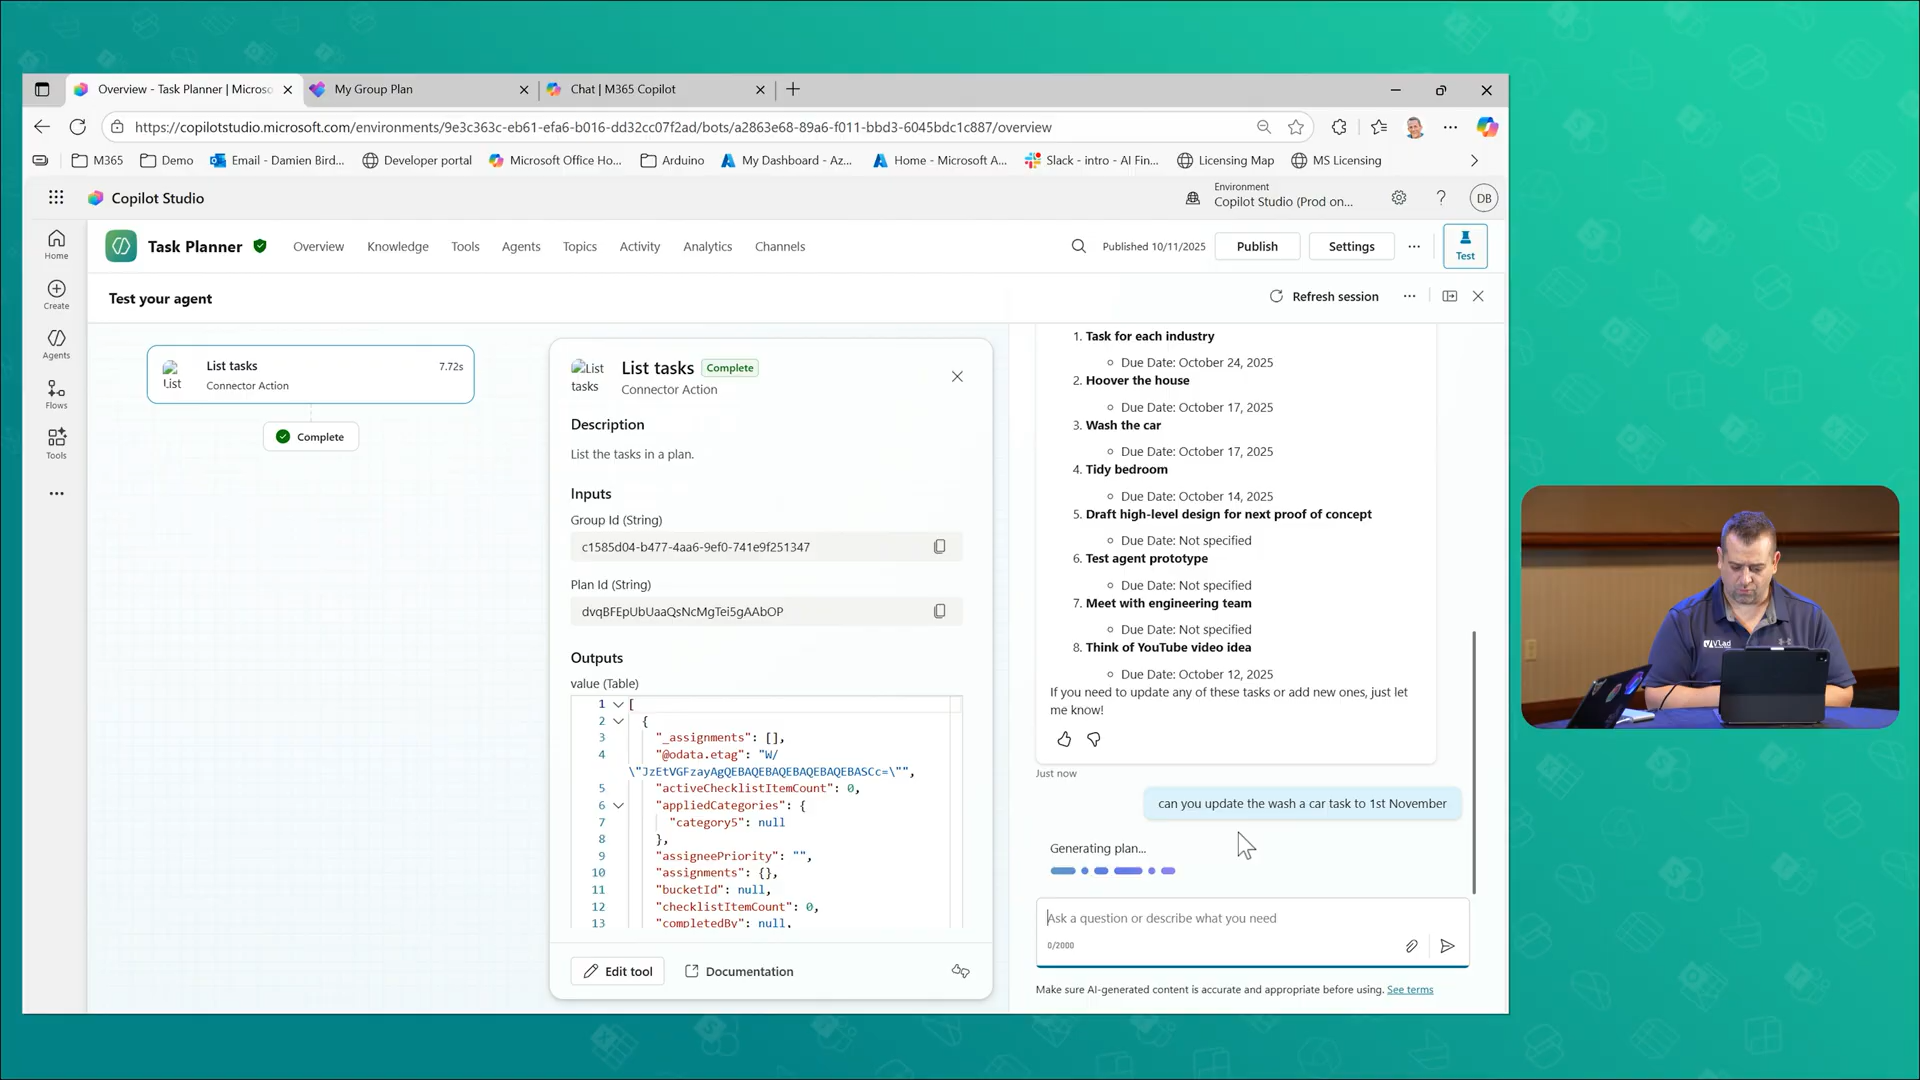 Overview - Task Planner | Microso
My Group Plan
Chat | M365 Copilot
https://copilotstudio.microsoft.com/environments/9e3c363c-eb61-efa6-b016-dd32cc07f2ad/bots/a2863e68-89a6-f011-bbd3-6045bdc1c887/overview
M365
Demo
Email - Damien Bird...
Developer portal
Microsoft Office Ho...
Arduino
My Dashboard - Az...
Home - Microsoft A...
Slack - intro - AI Fin...
Licensing Map
MS Licensing
Copilot Studio
Environment
Copilot Studio (Prod on...
DB
Task Planner
Overview
Knowledge
Tools
Agents
Topics
Activity
Analytics
Channels
Published 10/11/2025
Publish
Settings
Test
Home
Create
Agents
Flows
Tools
Test your agent
Refresh session
List
List tasks
Connector Action
7.72s
Complete
List
tasks
List tasks
Complete
Connector Action
Description
List the tasks in a plan.
Inputs
Group Id (String)
c1585d04-b477-4aa6-9ef0-741e9f251347
Plan Id (String)
dvqBFEpUbUaaQsNcMgTei5gAAbOP
Outputs
value (Table)
1 [
2 {
3 "_assignments": [],
4 "@odata.etag": "W/
\"JzEtVGFzayAgQEBAQEBAQEBAQEBAQEBASCc=\"",
5 "activeChecklistItemCount": 0,
6 "appliedCategories": {
7 "category5": null
8 },
9 "assigneePriority": "",
10 "assignments": {},
11 "bucketId": null,
12 "checklistItemCount": 0,
13 "completedBy": null,
Edit tool
Documentation
1. Task for each industry
Due Date: October 24, 2025
2. Hoover the house
Due Date: October 17, 2025
3. Wash the car
Due Date: October 17, 2025
4. Tidy bedroom
Due Date: October 14, 2025
5. Draft high-level design for next proof of concept
Due Date: Not specified
6. Test agent prototype
Due Date: Not specified
7. Meet with engineering team
Due Date: Not specified
8. Think of YouTube video idea
Due Date: October 12, 2025
If you need to update any of these tasks or add new ones, just let
me know!
Just now
can you update the wash a car task to 1st November
Generating plan...
Ask a question or describe what you need
0/2000
Make sure AI-generated content is accurate and appropriate before using. See terms
Vlad